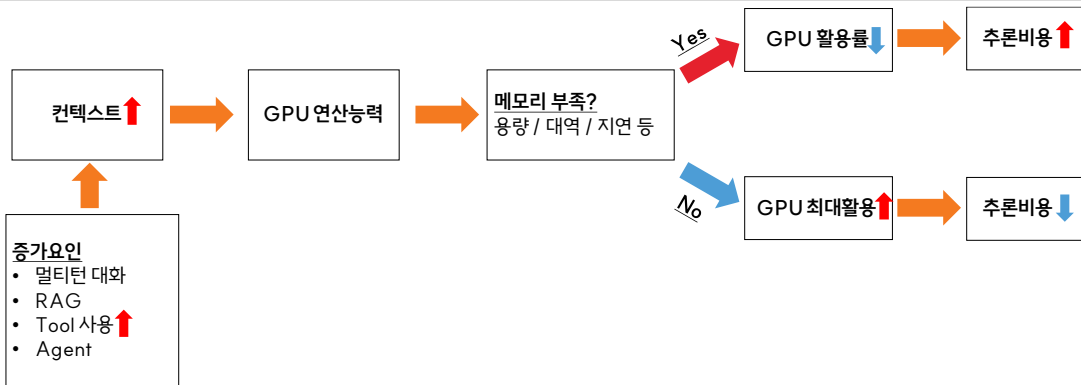 컨텍스트
GPU 연산능력
메모리 부족?
용량 / 대역 / 지연 등
Yes
GPU 활용률
추론비용
No
GPU 최대활용
추론비용
증가요인
• 멀티턴 대화
• RAG
• Tool 사용
• Agent